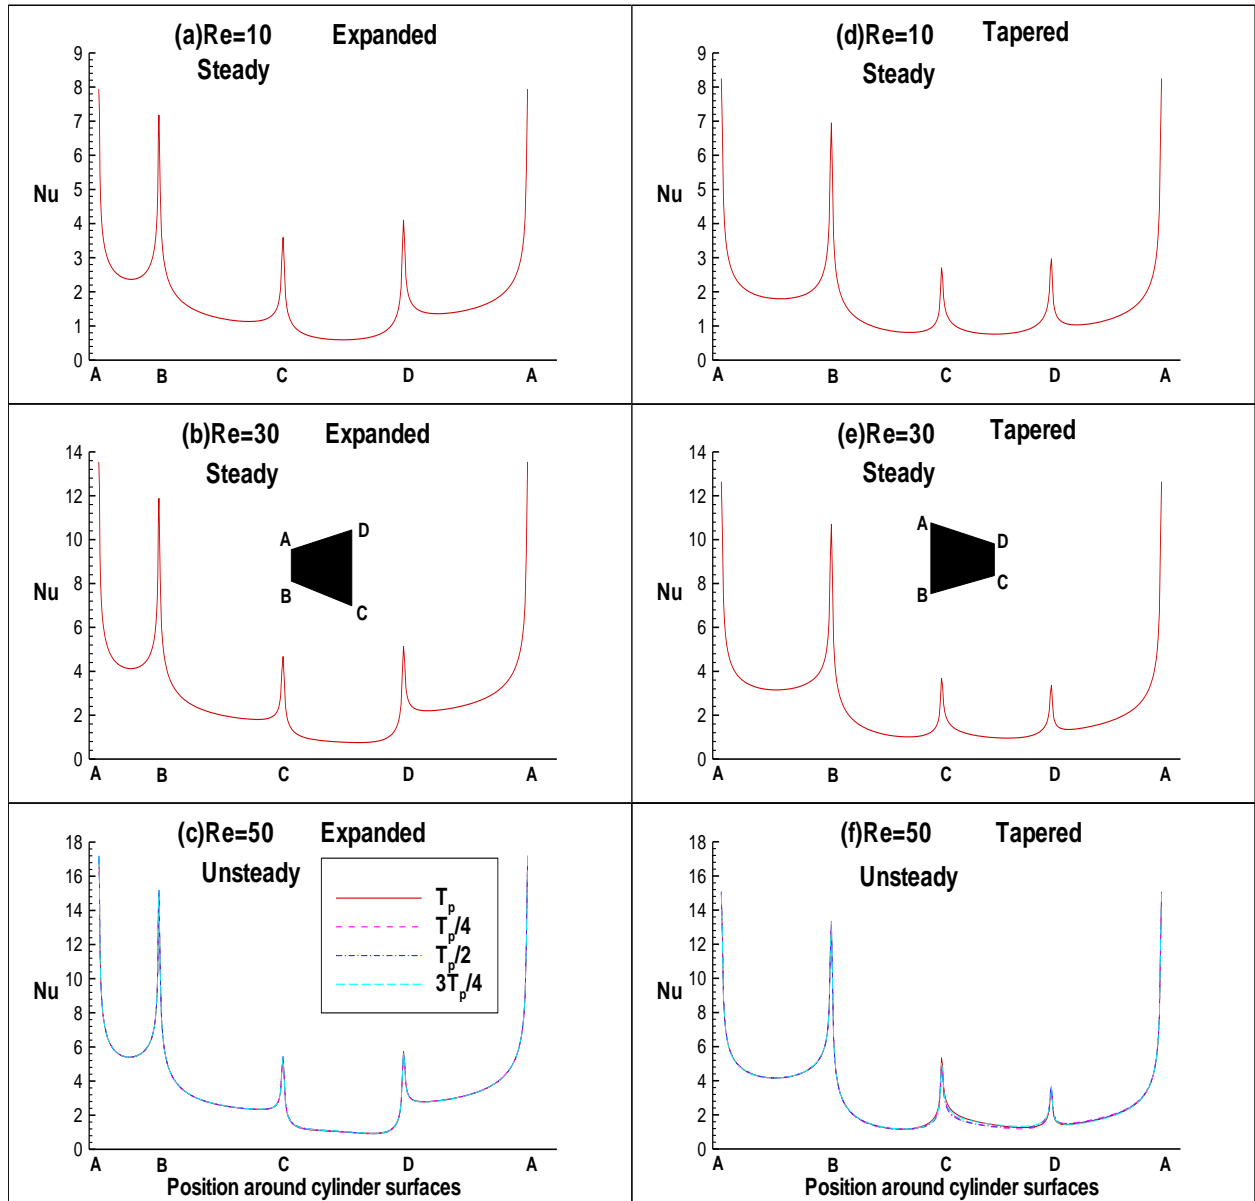 (a)Re=10 Expanded
Steady
9
8
7
6
5
4
3
2
1
0
Nu
A B C D A
(d)Re=10 Tapered
Steady
9
8
7
6
5
4
3
2
1
0
Nu
A B C D A
(b)Re=30 Expanded
Steady
14
12
10
8
6
4
2
0
Nu
A D
B C
A B C D A
(e)Re=30 Tapered
Steady
14
12
10
8
6
4
2
0
Nu
A D
B C
A B C D A
(c)Re=50 Expanded
Unsteady
18
16
14
12
10
8
6
4
2
0
Nu
Tp
Tp/4
Tp/2
3Tp/4
A B C D A
Position around cylinder surfaces
(f)Re=50 Tapered
Unsteady
18
16
14
12
10
8
6
4
2
0
Nu
A B C D A
Position around cylinder surfaces